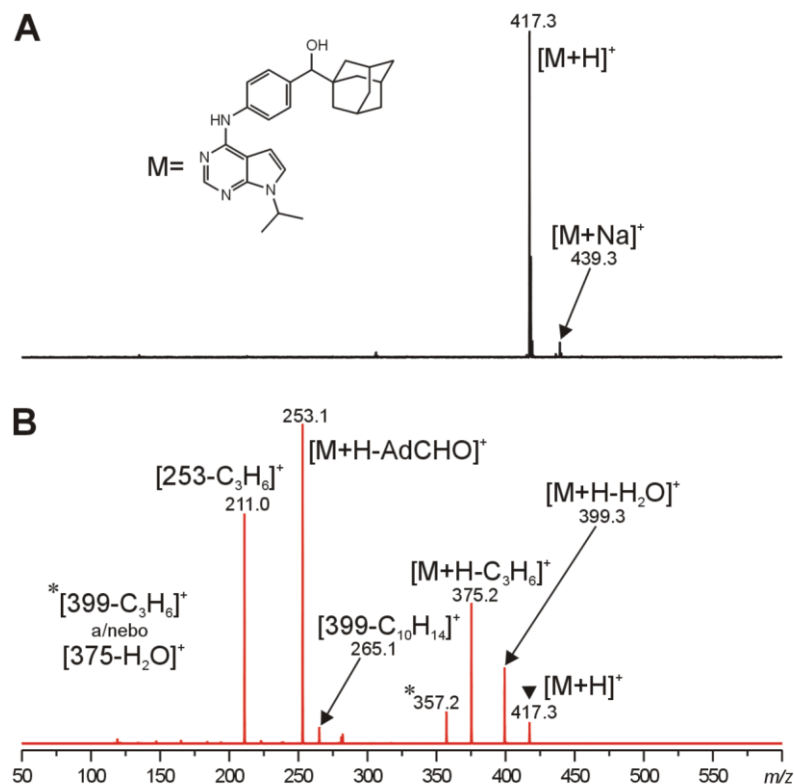 A
417.3
[M+H]⁺
OH
HN
N
N
N
M=
[M+Na]⁺
439.3
B
253.1
[M+H-AdCHO]⁺
[253-C₃H₆]⁺
211.0
[M+H-H₂O]⁺
399.3
[M+H-C₃H₆]⁺
375.2
*[399-C₃H₆]⁺
a/nebo
[375-H₂O]⁺
[399-C₁₀H₁₄]⁺
265.1
*357.2
[M+H]⁺
417.3
50 100 150 200 250 300 350 400 450 500 550 m/z